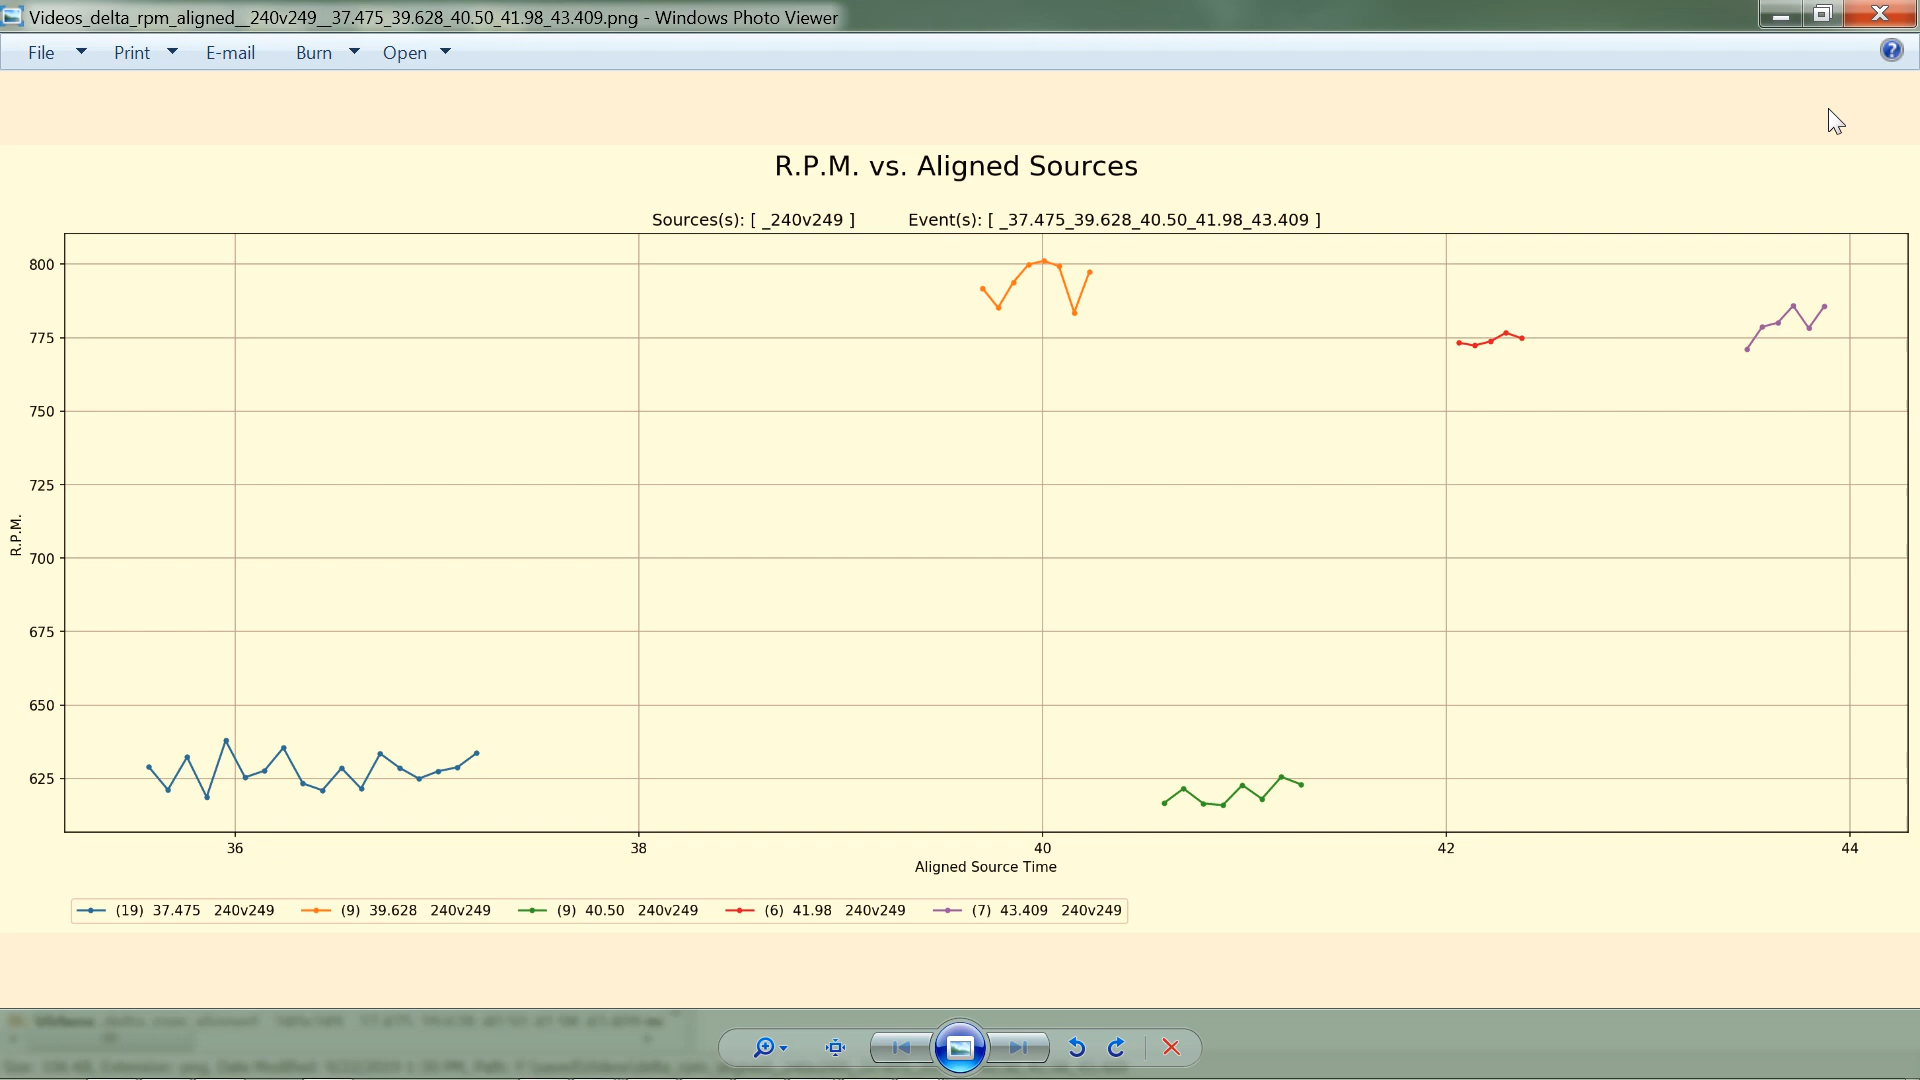 Videos_delta_rpm_aligned__240v249__37.475_39.628_40.50_41.98_43.409.png - Windows Photo Viewer
File Print E-mail Burn Open
R.P.M. vs. Aligned Sources
Sources(s): [ _240v249 ] Event(s): [ _37.475_39.628_40.50_41.98_43.409 ]
800
775
750
725
700
675
650
625
R.P.M.
36 38 40 42 44
Aligned Source Time
(19) 37.475 240v249 (9) 39.628 240v249 (9) 40.50 240v249 (6) 41.98 240v249 (7) 43.409 240v249